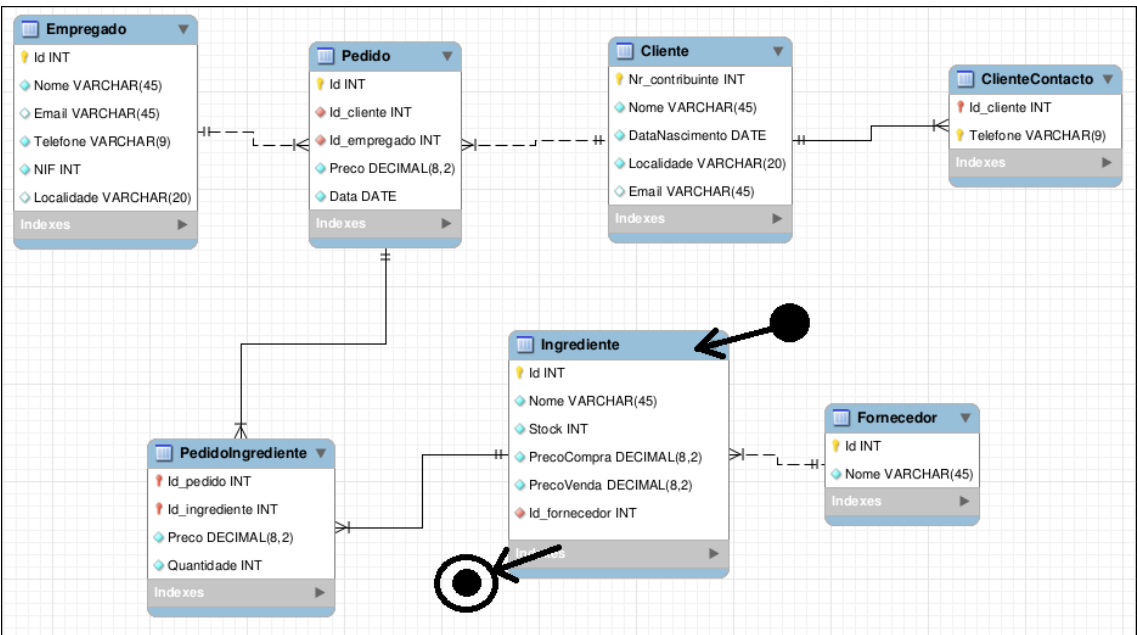 Empregado
Id INT
Nome VARCHAR(45)
Email VARCHAR(45)
Telefone VARCHAR(9)
NIF INT
Localidade VARCHAR(20)
Indexes
Pedido
Id INT
Id_cliente INT
Id_empregado INT
Preco DECIMAL(8,2)
Data DATE
Indexes
Cliente
Nr_contribuinte INT
Nome VARCHAR(45)
DataNascimento DATE
Localidade VARCHAR(20)
Email VARCHAR(45)
Indexes
ClienteContacto
Id_cliente INT
Telefone VARCHAR(9)
Indexes
PedidoIngrediente
Id_pedido INT
Id_ingrediente INT
Preco DECIMAL(8,2)
Quantidade INT
Indexes
Ingrediente
Id INT
Nome VARCHAR(45)
Stock INT
PrecoCompra DECIMAL(8,2)
PrecoVenda DECIMAL(8,2)
Id_fornecedor INT
Indexes
Fornecedor
Id INT
Nome VARCHAR(45)
Indexes